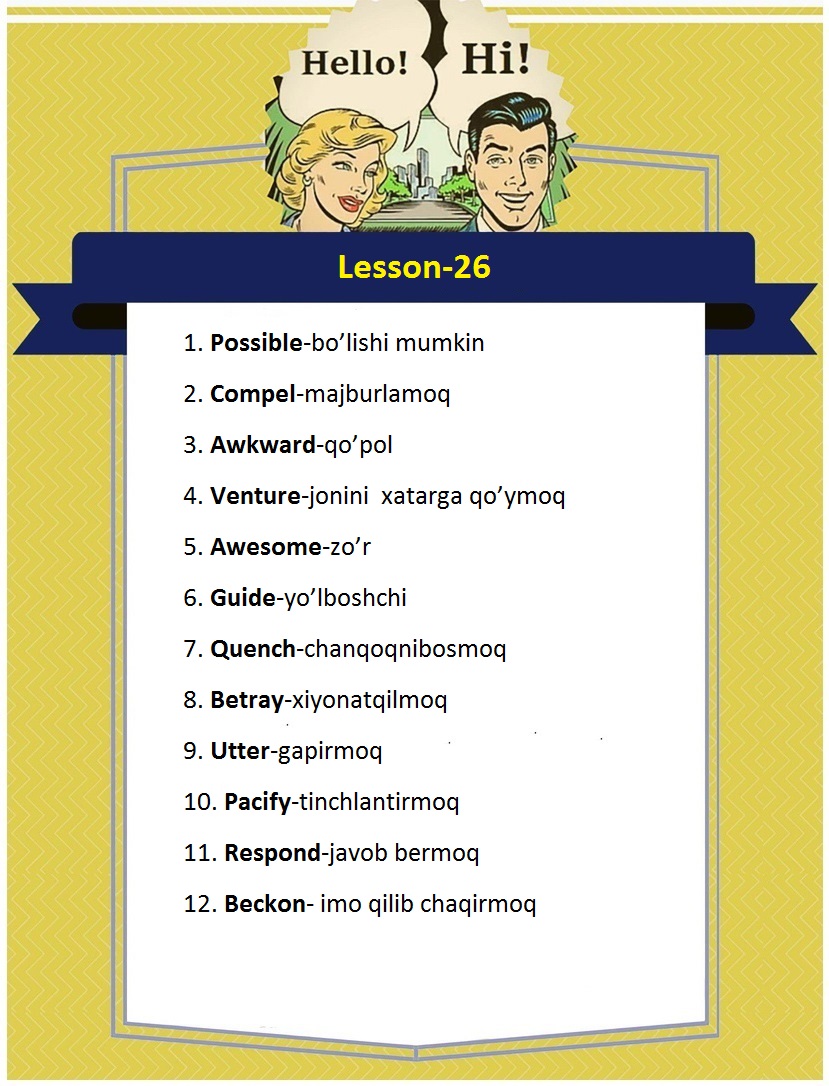 Hello! Hi!
Lesson-26
1. Possible-bo’lishi mumkin
2. Compel-majburlamoq
3. Awkward-qo’pol
4. Venture-jonini  xatarga qo’ymoq
5. Awesome-zo’r
6. Guide-yo’lboshchi
7. Quench-chanqoqnibosmoq
8. Betray-xiyonatqilmoq
9. Utter-gapirmoq
10. Pacify-tinchlantirmoq
11. Respond-javob bermoq
12. Beckon- imo qilib chaqirmoq